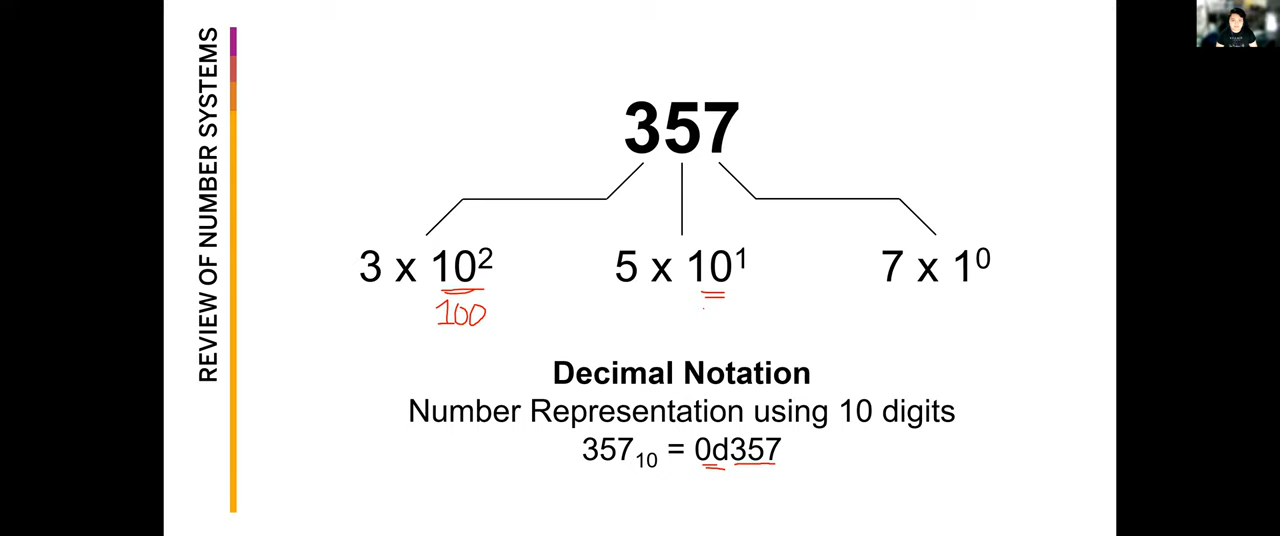 REVIEW OF NUMBER SYSTEMS
357
3 x 10² 5 x 10¹ 7 x 1⁰
100
Decimal Notation
Number Representation using 10 digits
357₁₀ = 0d357